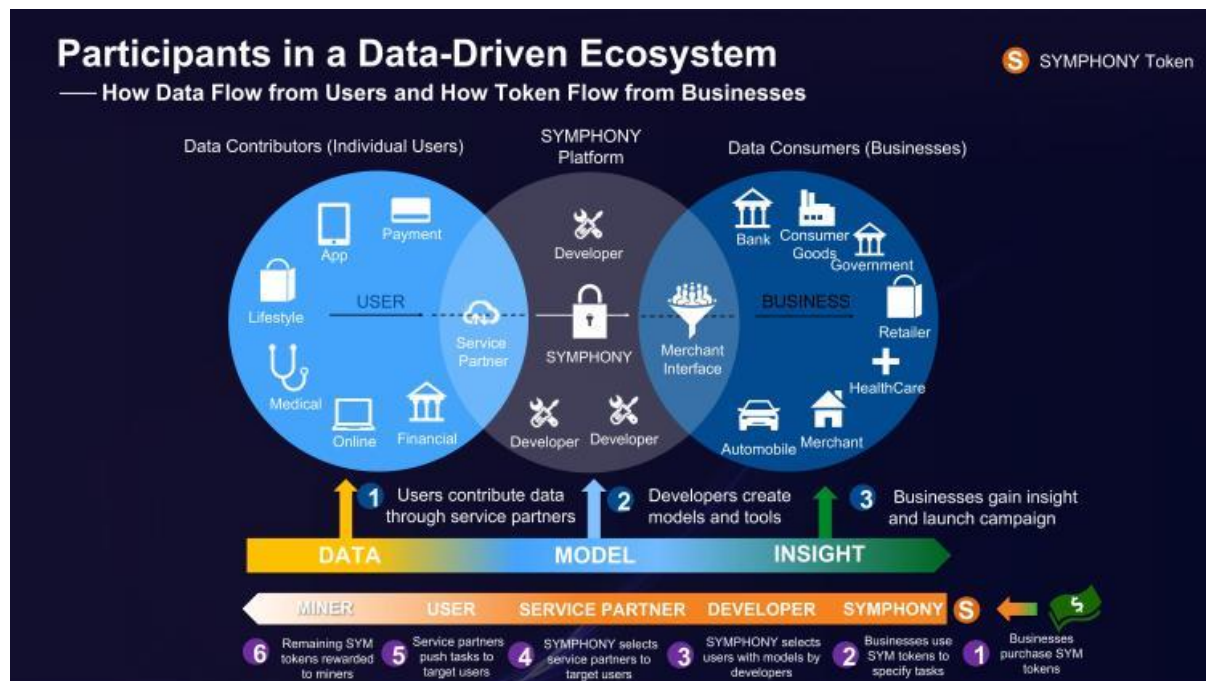 Participants in a Data-Driven Ecosystem
S SYMPHONY Token
How Data Flow from Users and How Token Flow from Businesses
Data Contributors (Individual Users)
SYMPHONY
Platform
Data Consumers (Businesses)
App
Payment
Lifestyle
USER
Medical
Online
Financial
Service
Partner
Developer
SYMPHONY
Developer
Developer
Merchant
Interface
Bank
Consumer
Goods
Government
BUSINESS
Retailer
HealthCare
Automobile
Merchant
1 Users contribute data
through service partners
2 Developers create
models and tools
3 Businesses gain insight
and launch campaign
DATA MODEL INSIGHT
MINER USER SERVICE PARTNER DEVELOPER SYMPHONY S $
6 Remaining SYM
tokens rewarded
to miners
5 Service partners
push tasks to
target users
4 SYMPHONY selects
service partners to
target users
3 SYMPHONY selects
users with models by
developers
2 Businesses use
SYM tokens to
specify tasks
1 Businesses
purchase SYM
tokens